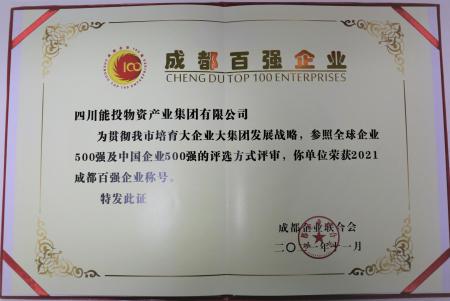 成都百强企业
CHENG DU TOP 100 ENTERPRISES
100
四川能投物资产业集团有限公司
为贯彻我市培育大企业大集团发展战略，参照全球企业
500强及中国企业500强的评选方式评审，你单位荣获2021
成都百强企业称号。
特发此证
成都企业联合会
二〇二一年十一月